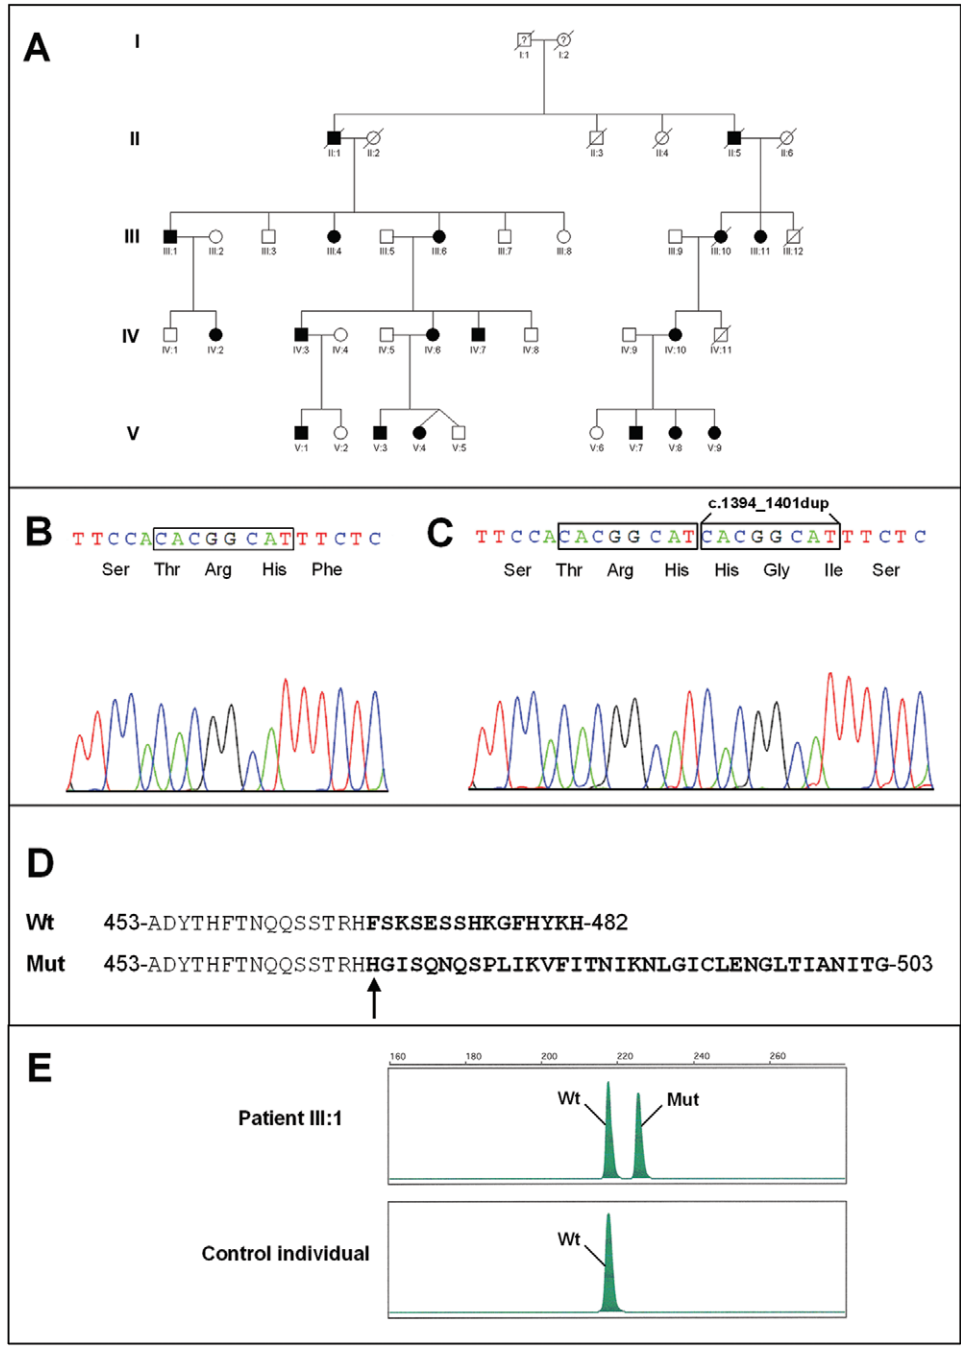 A
I
? ?
I:1 I:2
II
II:1 II:2 II:3 II:4 II:5 II:6
III
III:1 III:2 III:3 III:4 III:5 III:6 III:7 III:8 III:9 III:10 III:11 III:12
IV
IV:1 IV:2 IV:3 IV:4 IV:5 IV:6 IV:7 IV:8 IV:9 IV:10 IV:11
V
V:1 V:2 V:3 V:4 V:5 V:6 V:7 V:8 V:9
B
T T C C A C A C G G C A T T T C T C
Ser Thr Arg His Phe
C
c.1394_1401dup
T T C C A C A C G G C A T C A C G G C A T T T C T C
Ser Thr Arg His His Gly Ile Ser
D
Wt 453-ADYTHFTNQQSSTRHFSKSESSHKGFHYKH-482
Mut 453-ADYTHFTNQQSSTRHHGISQNQSPLIKVFITNIKNLGICLENGLTIANITG-503
E
160 180 200 220 240 260
Patient III:1
Wt Mut
Control individual
Wt